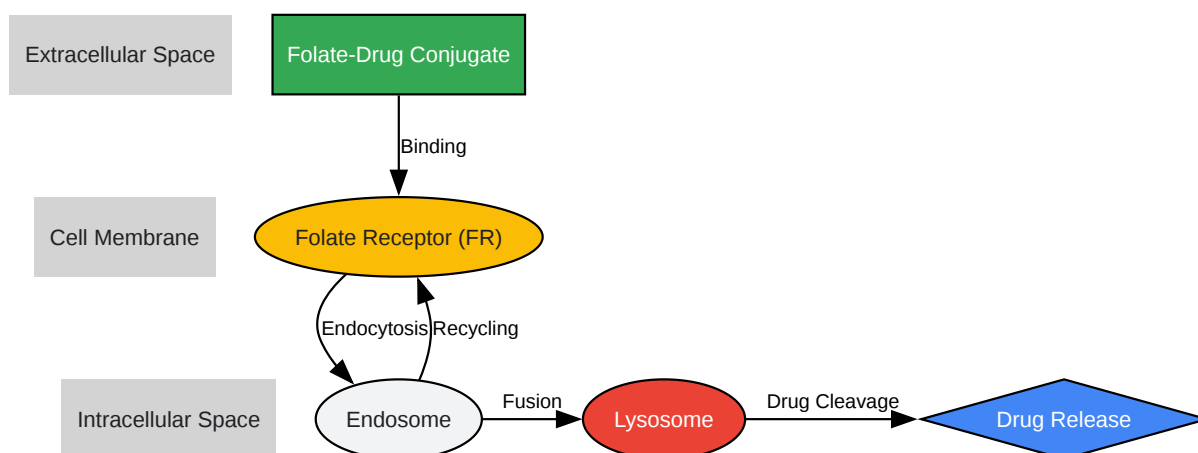 Extracellular Space
Folate-Drug Conjugate
Binding
Cell Membrane
Folate Receptor (FR)
Endocytosis
Recycling
Intracellular Space
Endosome
Fusion
Lysosome
Drug Cleavage
Drug Release